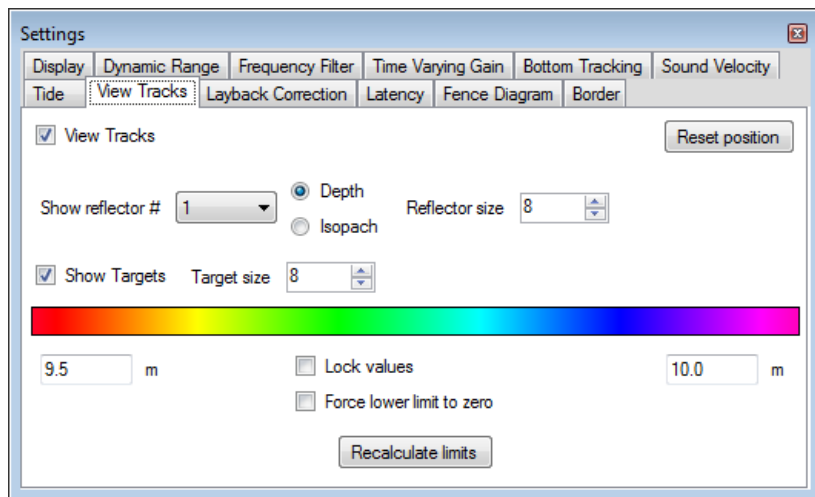 Settings
Display Dynamic Range Frequency Filter Time Varying Gain Bottom Tracking Sound Velocity
Tide View Tracks Layback Correction Latency Fence Diagram Border
View Tracks Reset position
Show reflector # 1 Depth Reflector size 8
Isopach
Show Targets Target size 8
9.5 m Lock values 10.0 m
Force lower limit to zero
Recalculate limits